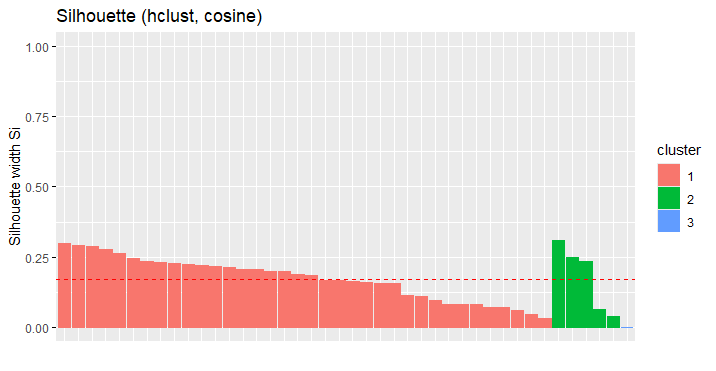 Silhouette (hclust, cosine)
1.00
0.75
0.50
0.25
0.00
Silhouette width Si
cluster
1
2
3